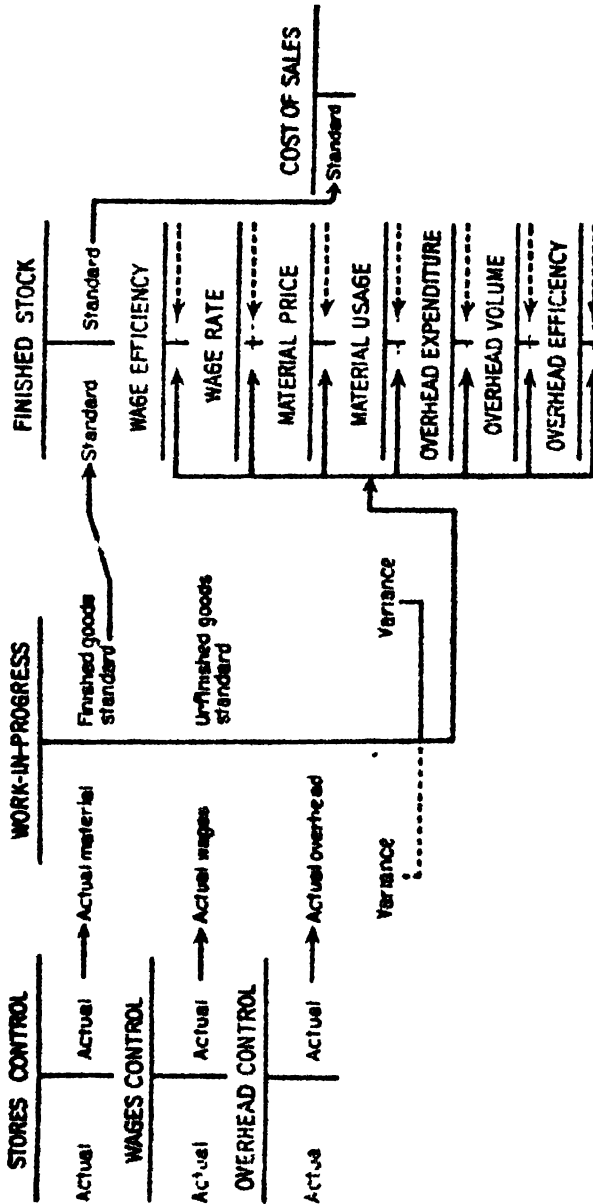 STORES CONTROL
Actual
Actual
Actual material
WAGES CONTROL
Actual
Actual
Actual wages
OVERHEAD CONTROL
Actua
Actual
Actual overhead
WORK-IN-PROGRESS
Finished goods
standard
Unfinished goods
standard
Variance
Variance
FINISHED STOCK
Standard
Standard
WAGE EFFICIENCY
WAGE RATE
MATERIAL PRICE
MATERIAL USAGE
OVERHEAD EXPENDITURE
OVERHEAD VOLUME
OVERHEAD EFFICIENCY
COST OF SALES
Standard